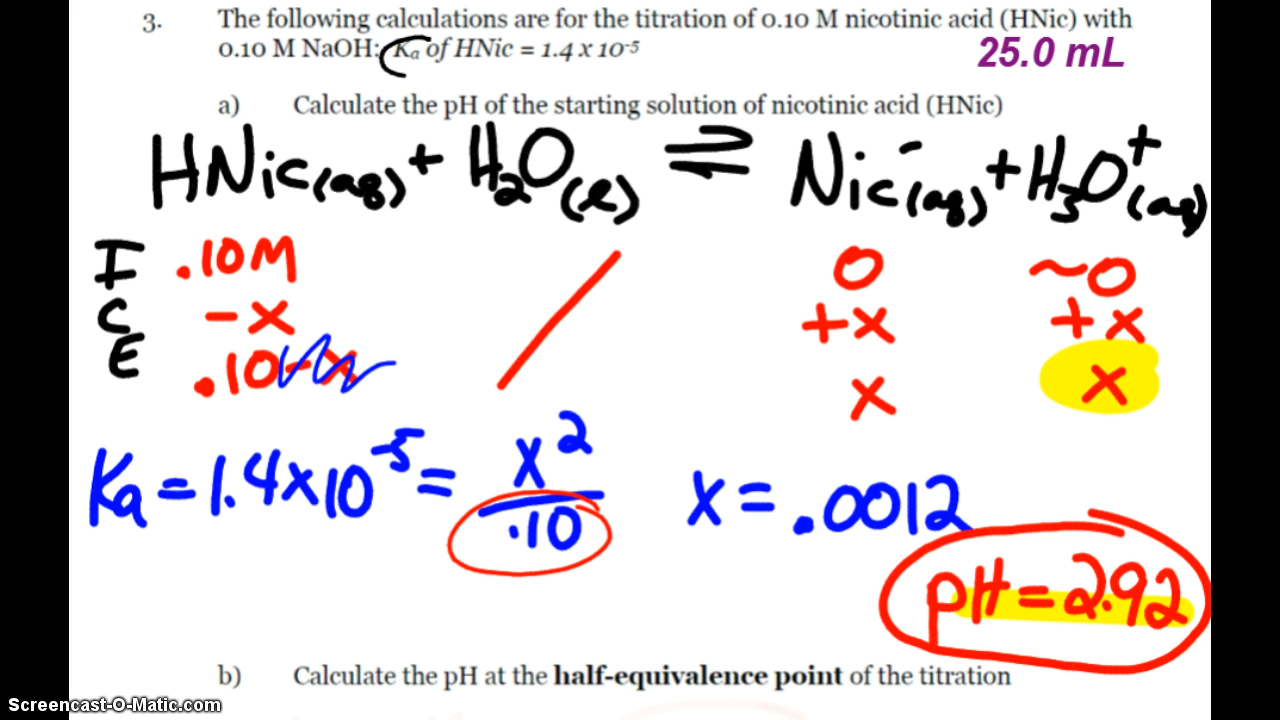 3. The following calculations are for the titration of 0.10 M nicotinic acid (HNic) with
0.10 M NaOH: Ka of HNic = 1.4 x 10⁻⁵
25.0 mL
a) Calculate the pH of the starting solution of nicotinic acid (HNic)
HNic(aq) + H₂O(l) ⇌ Nic⁻(aq) + H₃O⁺(aq)
I .10M 0 ~0
C -x +x +x
E .10-x x x
Ka = 1.4x10⁻⁵ = x²/.10 x = .0012
pH = 2.92
b) Calculate the pH at the half-equivalence point of the titration
Screencast-O-Matic.com